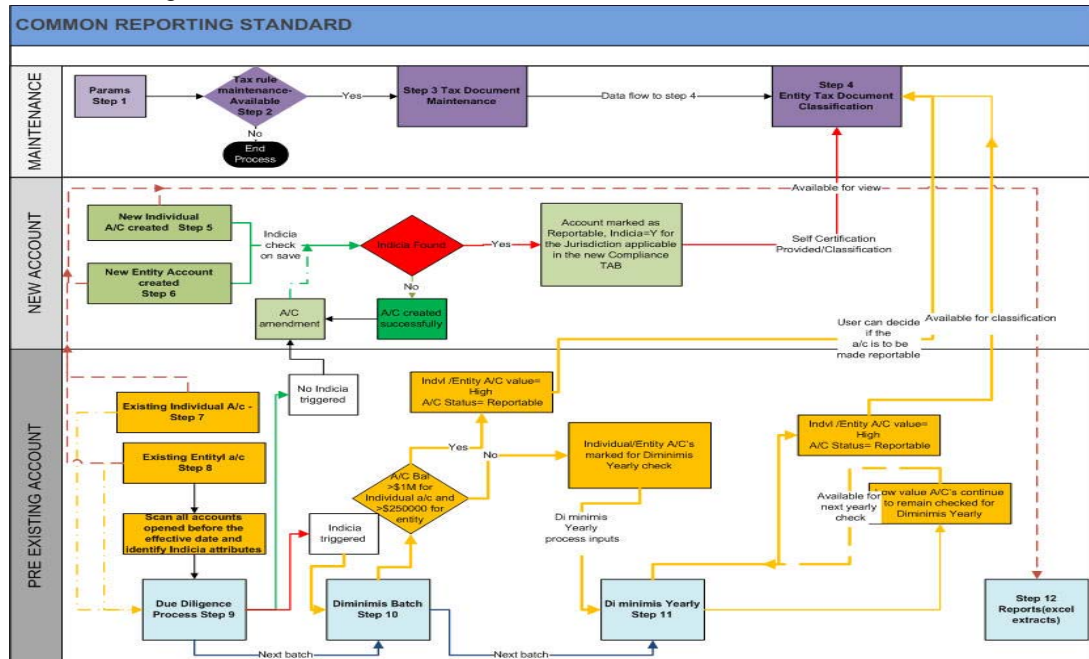 COMMON REPORTING STANDARD
MAINTENANCE
Params
Step 1
Tax rule
maintenance-
Available
Step 2
Yes
No
End
Process
Step 3 Tax Document
Maintenance
Data flow to step 4
Step 4
Entity Tax Document
Classification
NEW ACCOUNT
Available for view
New Individual
A/C created   Step 5
New Entity Account
created
Step 6
Indicia
check
on save
Indicia Found
Yes
No
Account marked as
Reportable, Indicia=Y for
the Jurisdiction applicable
in the new Compliance
TAB
Self Certification
Provided/Classification
A/C
amendment
A/C created
successfully
User can decide
if the
a/c is to be
made reportable
Available for classification
PRE EXISTING ACCOUNT
No Indicia
triggered
Existing Individual A/c -
Step 7
Existing Entityl a/c
Step 8
Scan all accounts
opened before the
effective date and
identify Indicia attributes
Due Diligence
Process Step 9
Indicia
triggered
Indvl /Entity A/C value=
High
A/C Status= Reportable
Yes
No
A/C Bal
>$1M for
Individual a/c and
>$250000 for
entity
Diminimis Batch
Step 10
Individual/Entity A/C's
marked for Diminimis
Yearly check
Di minimis
Yearly
process inputs
Di minimis Yearly
Step 11
Indvl /Entity A/C value=
High
A/C Status= Reportable
Available for
next yearly
check
low value A/C's continue
to remain checked for
Diminimis Yearly
Step 12
Reports(excel
extracts)
Next batch
Next batch